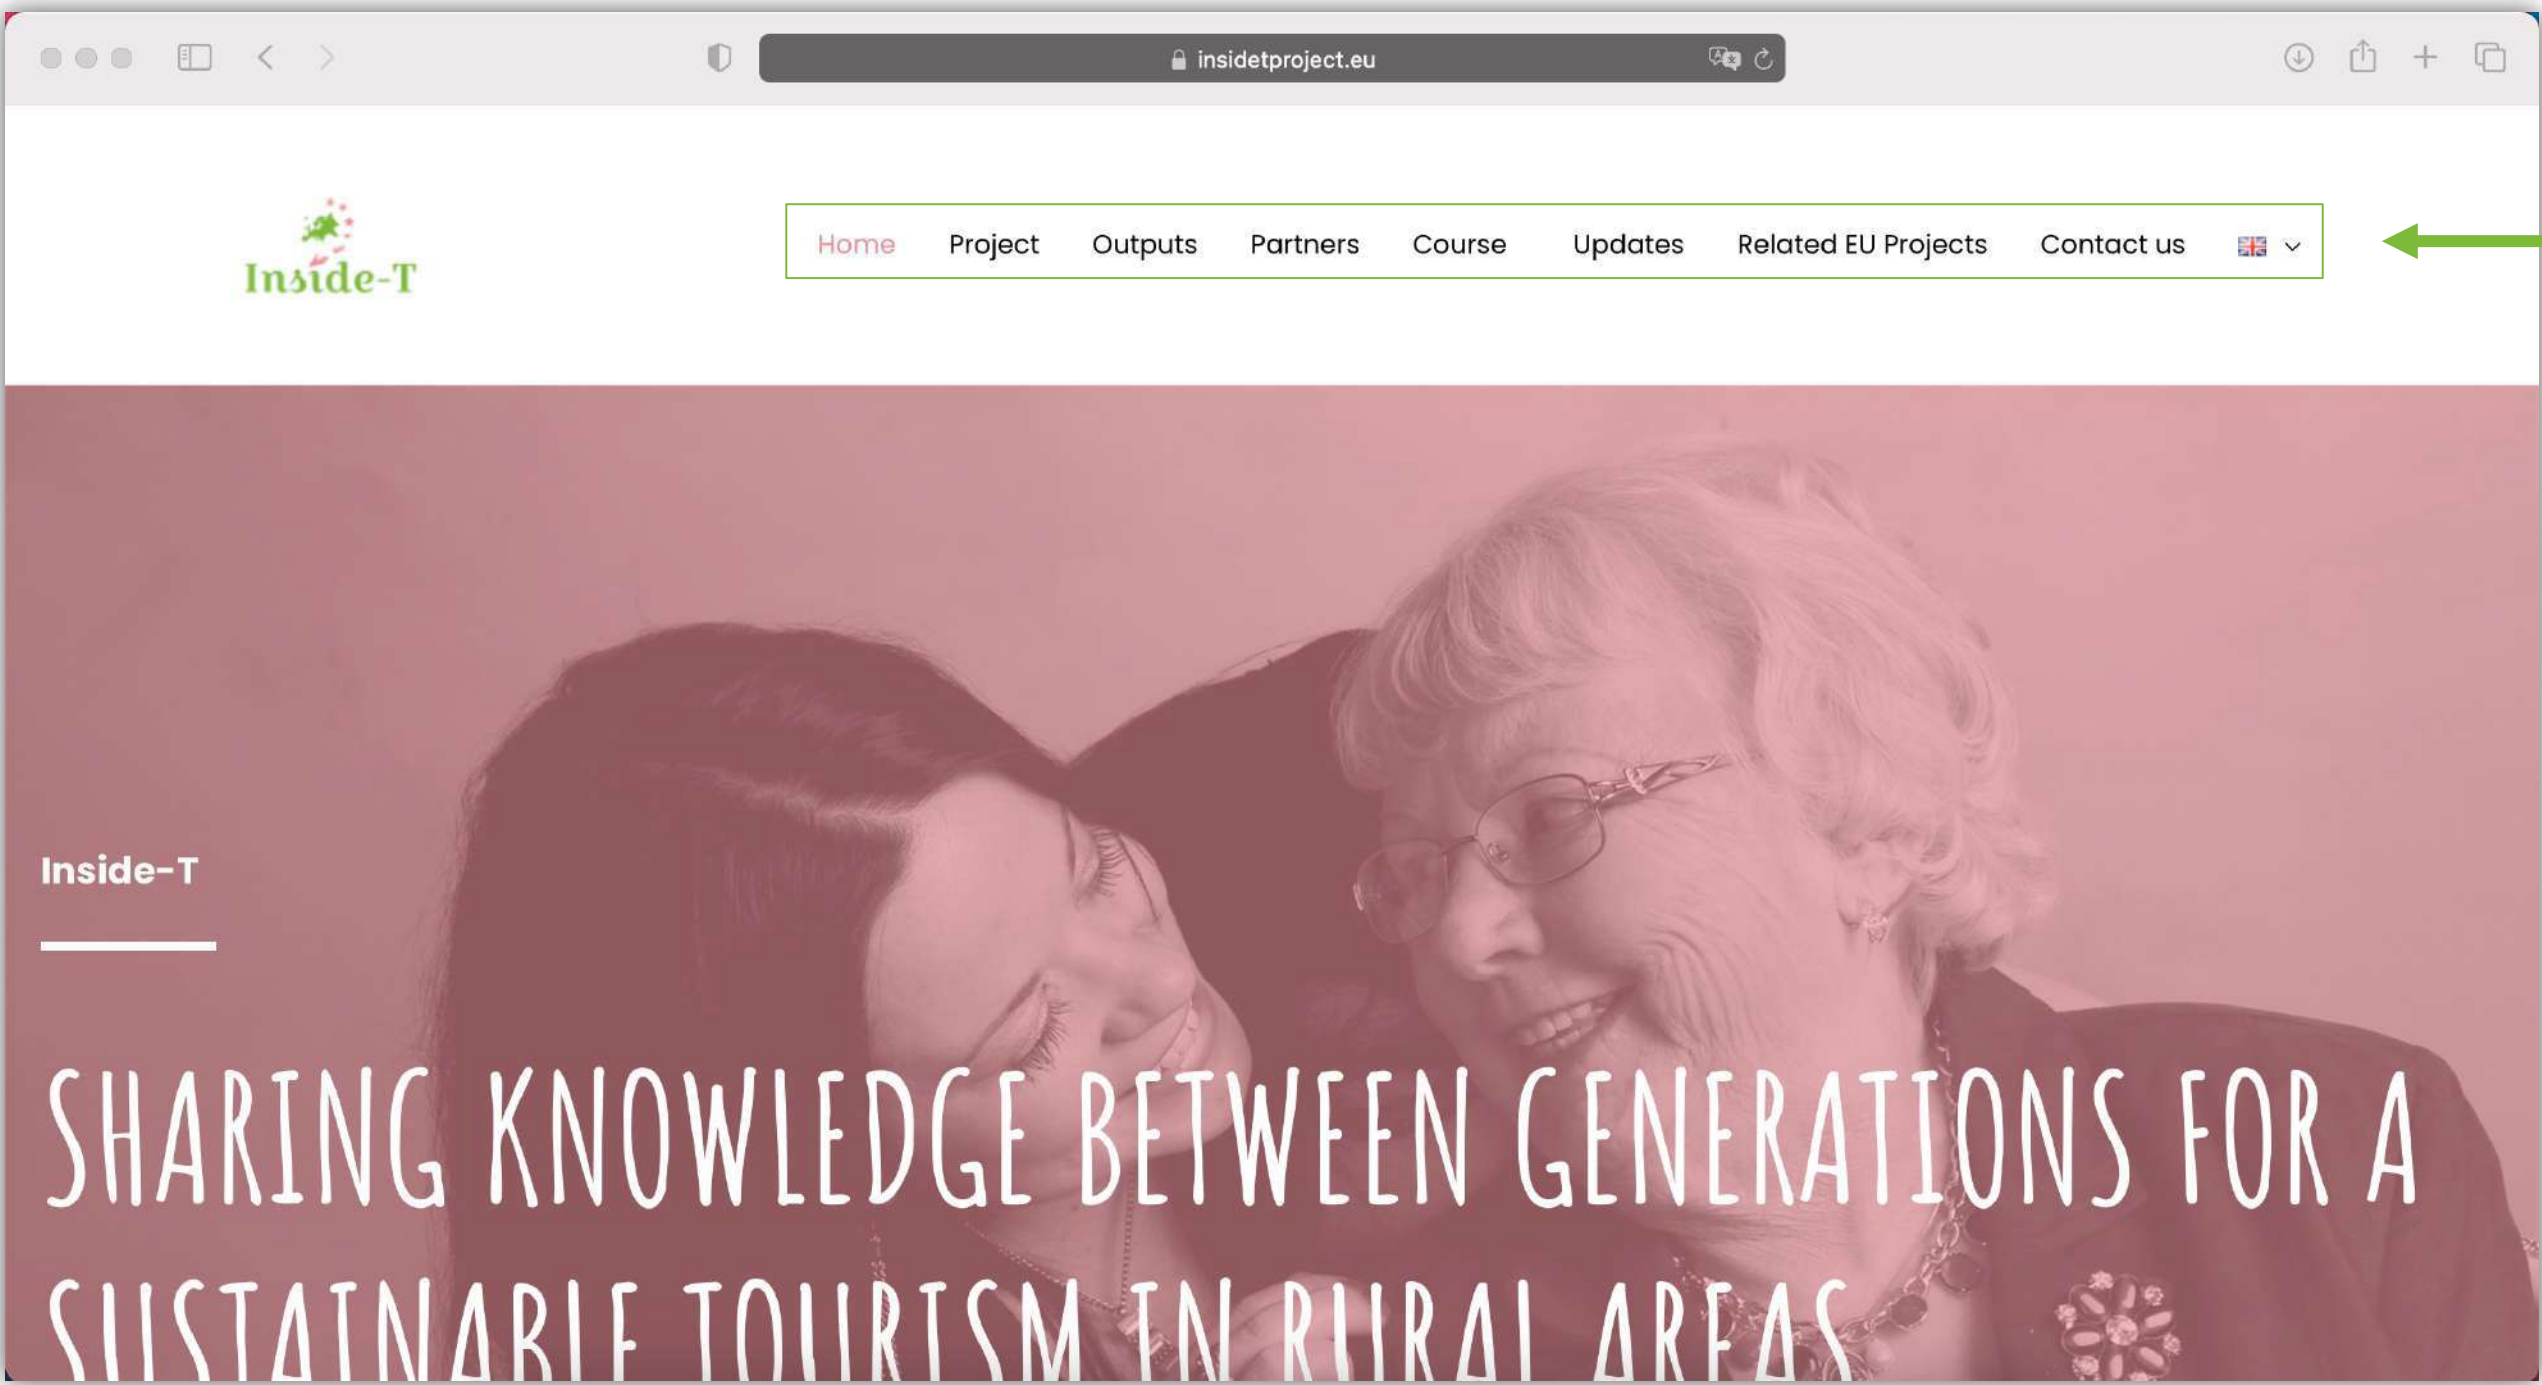 insidetproject.eu
Inside-T
Home Project Outputs Partners Course Updates Related EU Projects Contact us
Inside-T
SHARING KNOWLEDGE BETWEEN GENERATIONS FOR A
SUSTAINABLE TOURISM IN RURAL AREAS